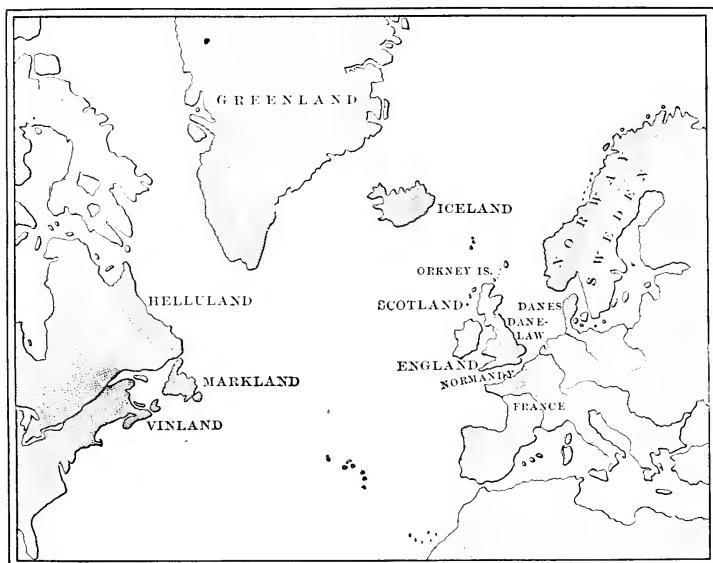 GREENLAND
ICELAND
NORWAY
SWEDEN
ORKNEY IS.
HELLULAND
SCOTLAND
DANES
DANE-
LAW
ENGLAND
NORMANDY
MARKLAND
FRANCE
VINLAND